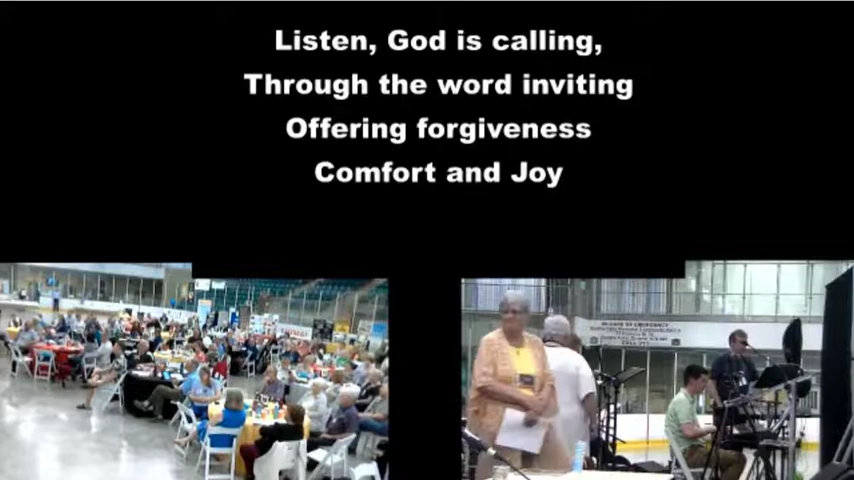 Listen, God is calling,
Through the word inviting
Offering forgiveness
Comfort and Joy